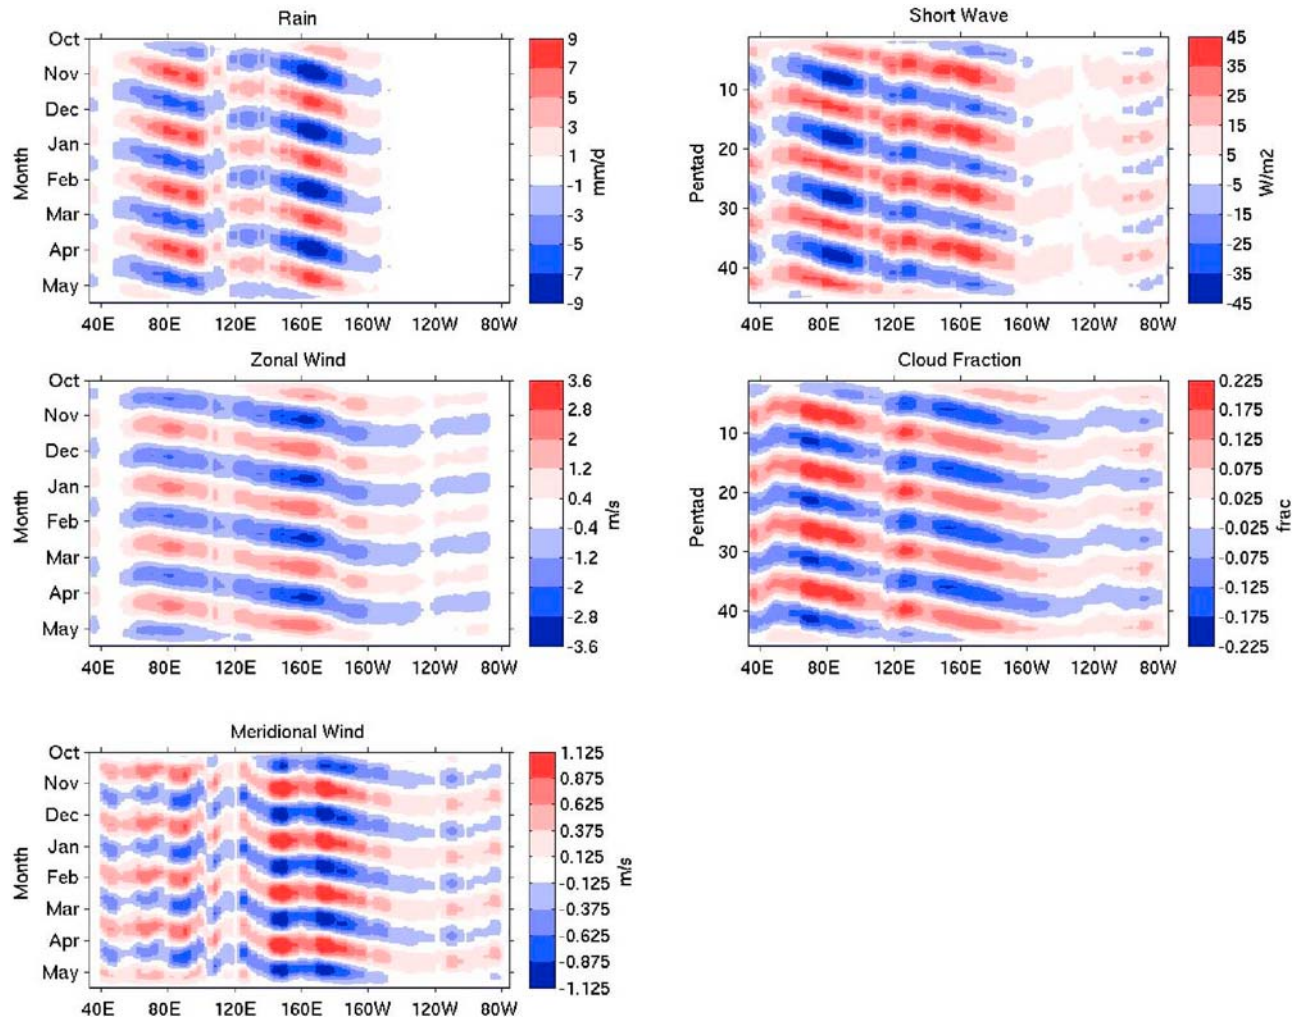 Rain
Oct
Nov
Dec
Jan
Feb
Mar
Apr
May
Month
40E 80E 120E 160E 160W 120W 80W
9
7
5
3
1
-1
-3
-5
-7
-9
mm/d
Short Wave
10
20
30
40
Pentad
40E 80E 120E 160E 160W 120W 80W
45
35
25
15
5
-5
-15
-25
-35
-45
W/m2
Zonal Wind
Oct
Nov
Dec
Jan
Feb
Mar
Apr
May
Month
40E 80E 120E 160E 160W 120W 80W
3.6
2.8
2
1.2
0.4
-0.4
-1.2
-2
-2.8
-3.6
m/s
Cloud Fraction
10
20
30
40
Pentad
40E 80E 120E 160E 160W 120W 80W
0.225
0.175
0.125
0.075
0.025
-0.025
-0.075
-0.125
-0.175
-0.225
frac
Meridional Wind
Oct
Nov
Dec
Jan
Feb
Mar
Apr
May
Month
40E 80E 120E 160E 160W 120W 80W
1.125
0.875
0.625
0.375
0.125
-0.125
-0.375
-0.625
-0.875
-1.125
m/s